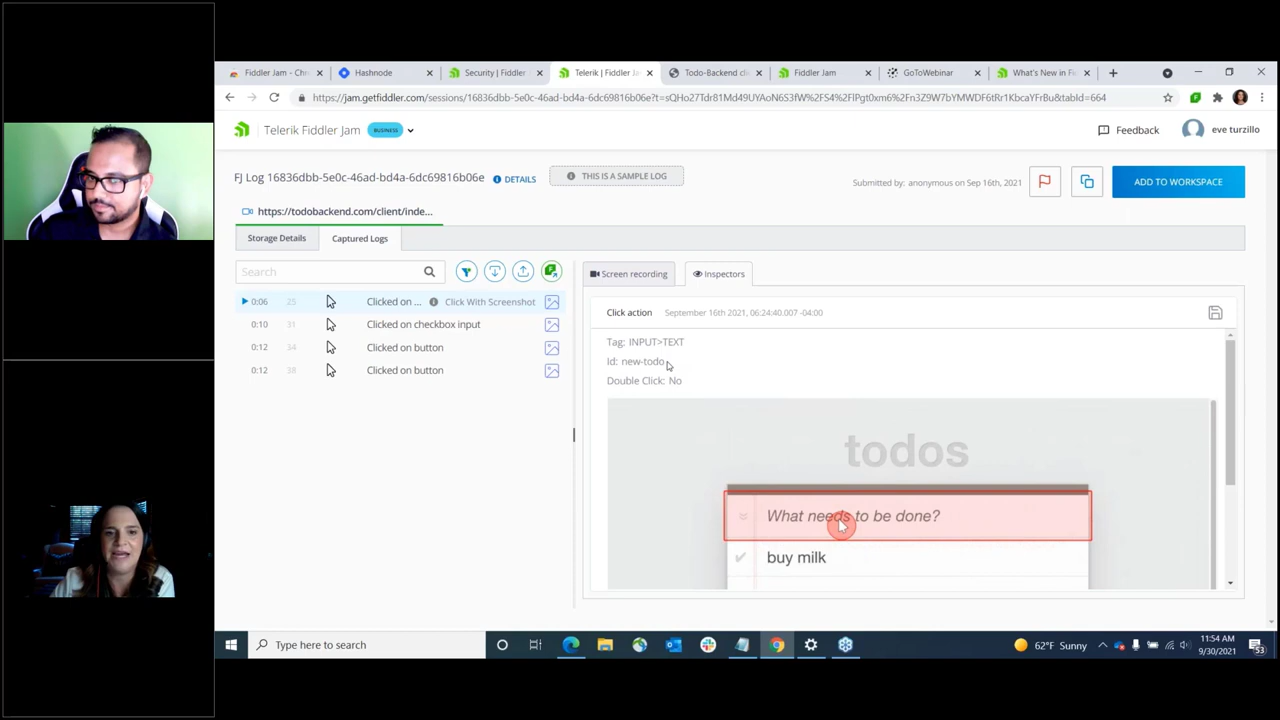 Fiddler Jam - Chr
Hashnode
Security | Fiddler
Telerik | Fiddler Ja
Todo-Backend cli
Fiddler Jam
GoToWebinar
What's New in Fi
https://jam.getfiddler.com/sessions/16836dbb-5e0c-46ad-bd4a-6dc69816b06e?t=sQHo27Tdr81Md49UYAoN6S3fW%2FS4%2FlPgt0xm6%2Fn3Z9W7bYMWDF6tRr1KbcaYFrBu&tabId=664
Telerik Fiddler Jam BUSINESS
Feedback
eve turzillo
FJ Log 16836dbb-5e0c-46ad-bd4a-6dc69816b06e
DETAILS
THIS IS A SAMPLE LOG
Submitted by: anonymous on Sep 16th, 2021
ADD TO WORKSPACE
https://todobackend.com/client/inde...
Storage Details
Captured Logs
Search
Screen recording
Inspectors
0:06 25 Clicked on ... Click With Screenshot
0:10 31 Clicked on checkbox input
0:12 34 Clicked on button
0:12 38 Clicked on button
Click action September 16th 2021, 06:24:40.007 -04:00
Tag: INPUT>TEXT
Id: new-todo
Double Click: No
todos
What needs to be done?
buy milk
Type here to search
62°F Sunny
11:54 AM
9/30/2021
53